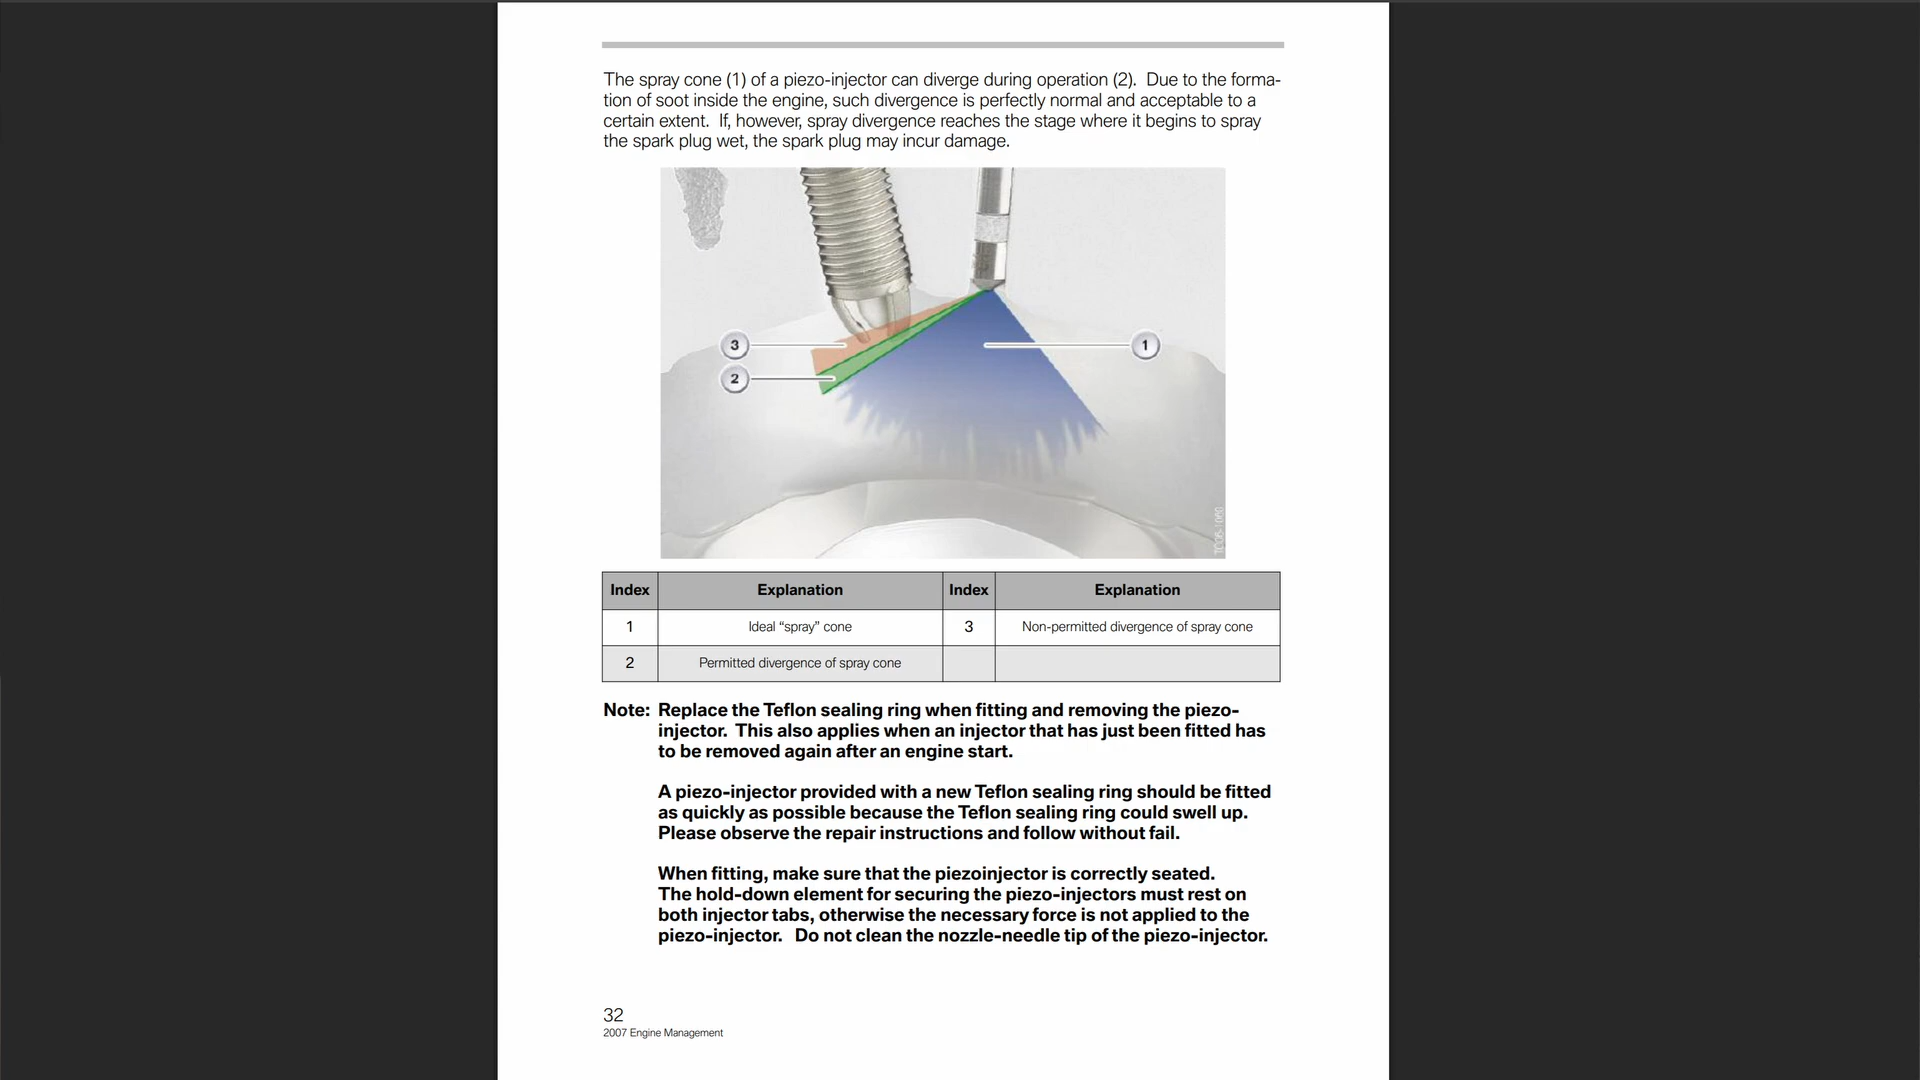 The spray cone (1) of a piezo-injector can diverge during operation (2).  Due to the forma-
tion of soot inside the engine, such divergence is perfectly normal and acceptable to a
certain extent.  If, however, spray divergence reaches the stage where it begins to spray
the spark plug wet, the spark plug may incur damage.
3
1
2
TC06-1060
Index Explanation Index Explanation
1 Ideal “spray” cone 3 Non-permitted divergence of spray cone
2 Permitted divergence of spray cone
Note: Replace the Teflon sealing ring when fitting and removing the piezo-
injector.  This also applies when an injector that has just been fitted has
to be removed again after an engine start.
A piezo-injector provided with a new Teflon sealing ring should be fitted
as quickly as possible because the Teflon sealing ring could swell up.
Please observe the repair instructions and follow without fail.
When fitting, make sure that the piezoinjector is correctly seated.
The hold-down element for securing the piezo-injectors must rest on
both injector tabs, otherwise the necessary force is not applied to the
piezo-injector.   Do not clean the nozzle-needle tip of the piezo-injector.
32
2007 Engine Management